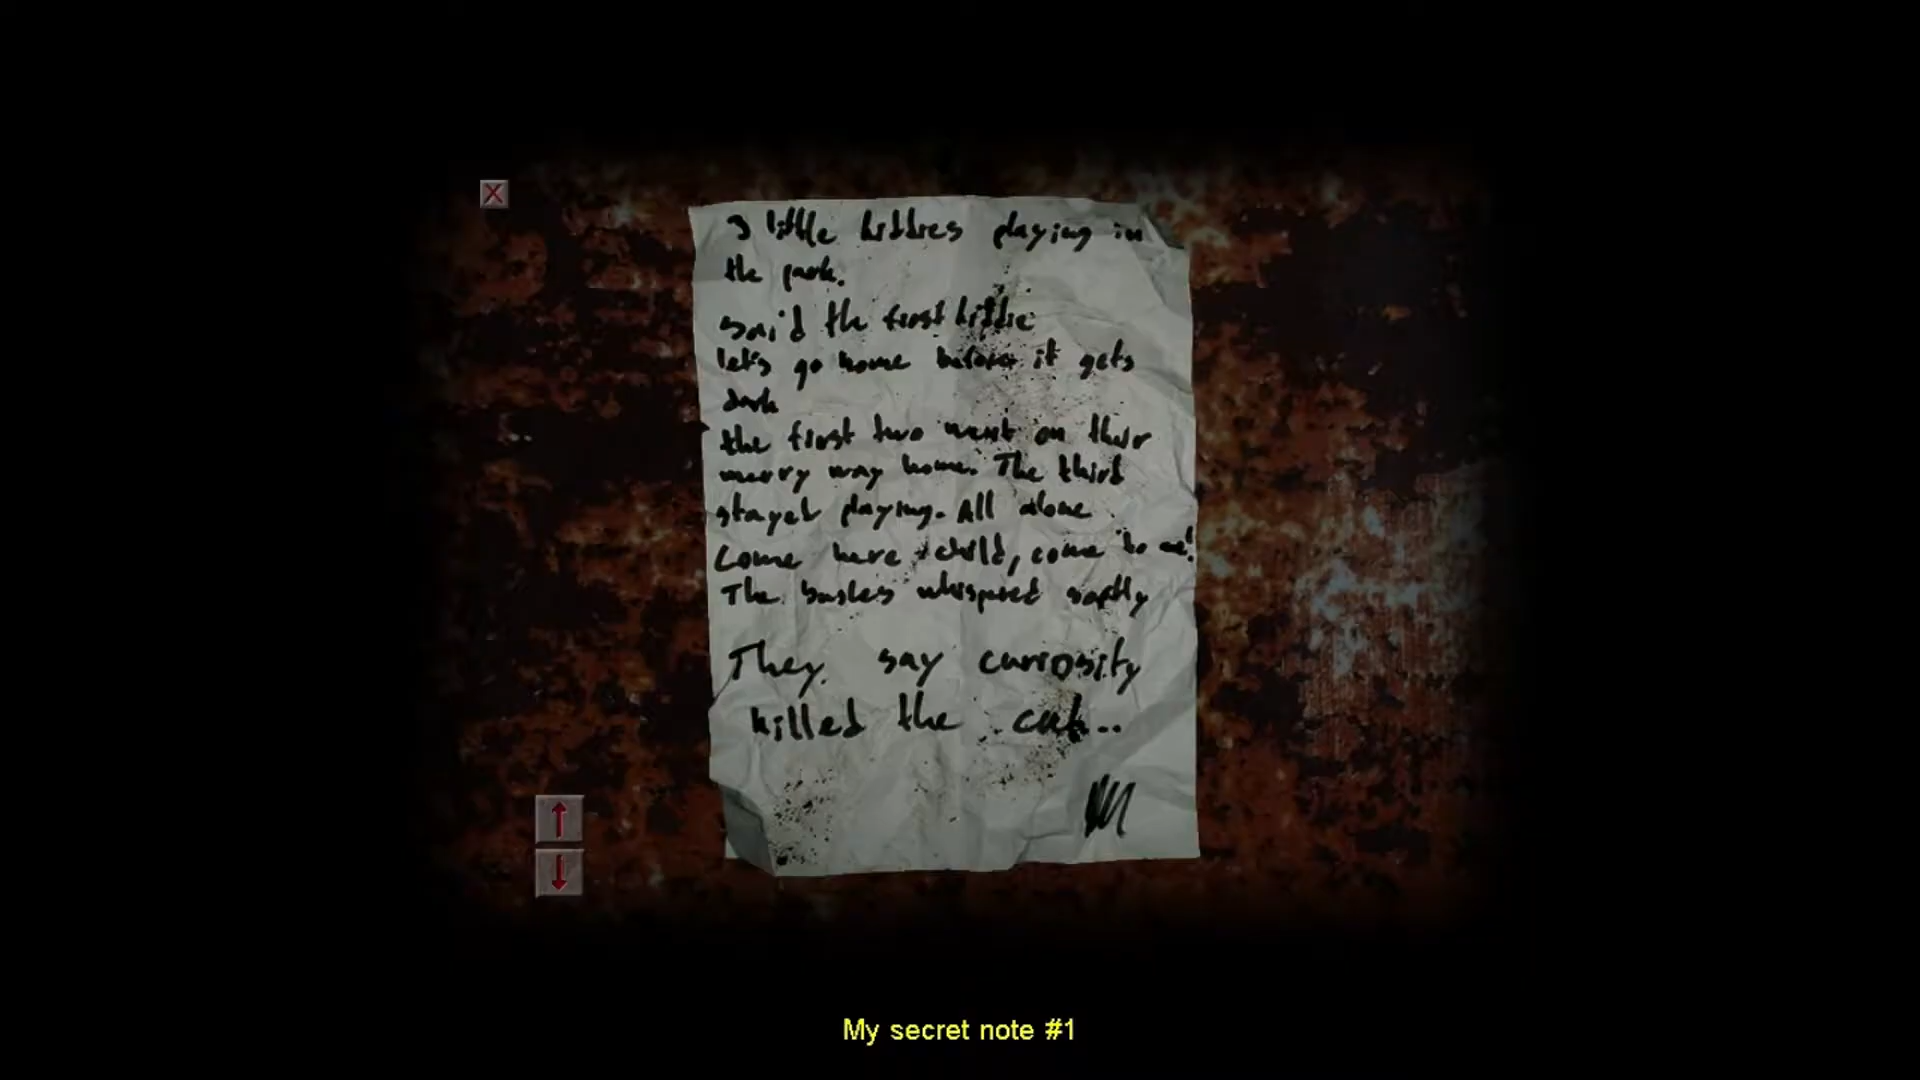 3 little kiddies playing in
the park.
said the first kiddie
let's go home before it gets
dark
the first two went on their
merry way home. The third
stayed playing. All alone
Come here child, come to me!
The bushes whispered softly
They say curiosity
killed the cat..
My secret note #1